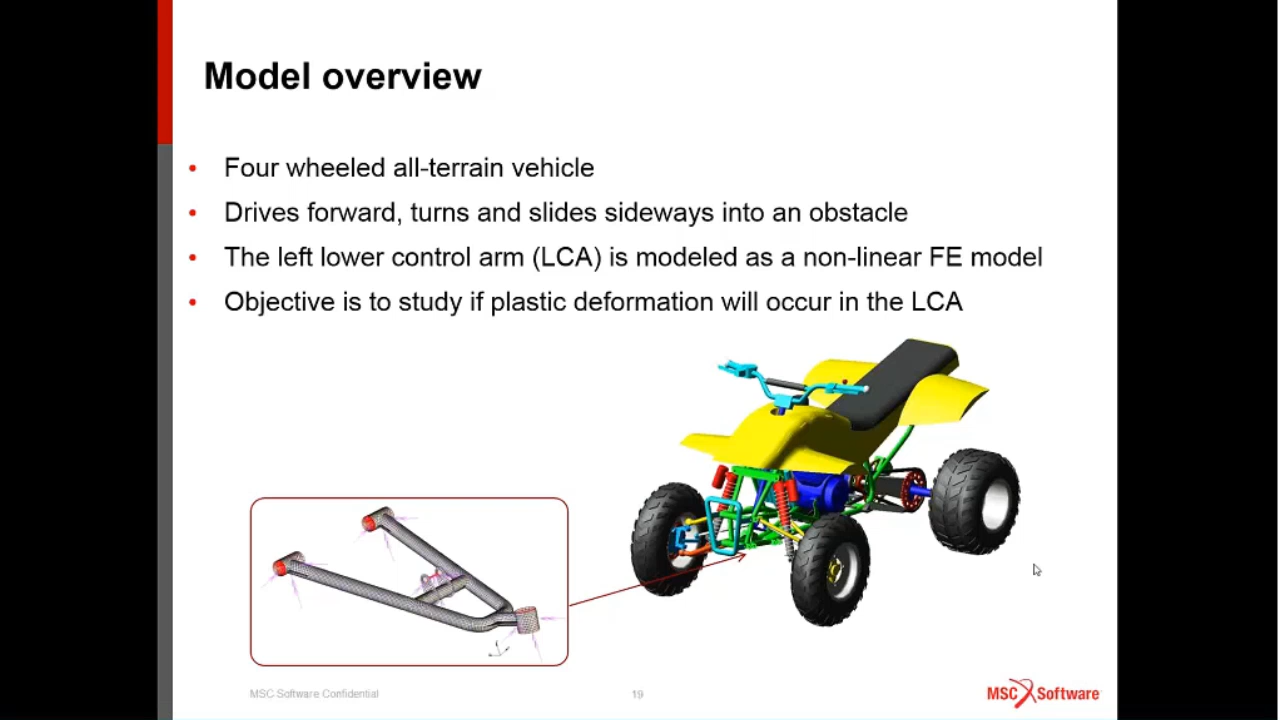 Model overview
• Four wheeled all-terrain vehicle
• Drives forward, turns and slides sideways into an obstacle
• The left lower control arm (LCA) is modeled as a non-linear FE model
• Objective is to study if plastic deformation will occur in the LCA
MSC Software Confidential
19
MSC Software